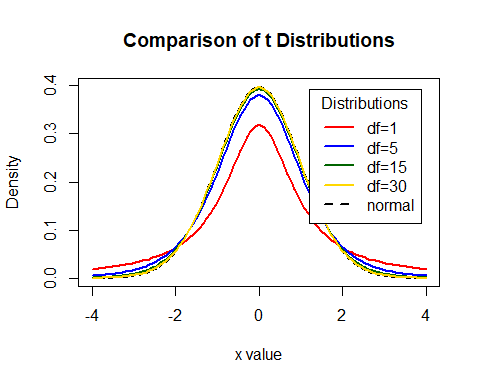 Comparison of t Distributions
Density
0.4
0.3
0.2
0.1
0.0
Distributions
df=1
df=5
df=15
df=30
normal
-4
-2
0
2
4
x value